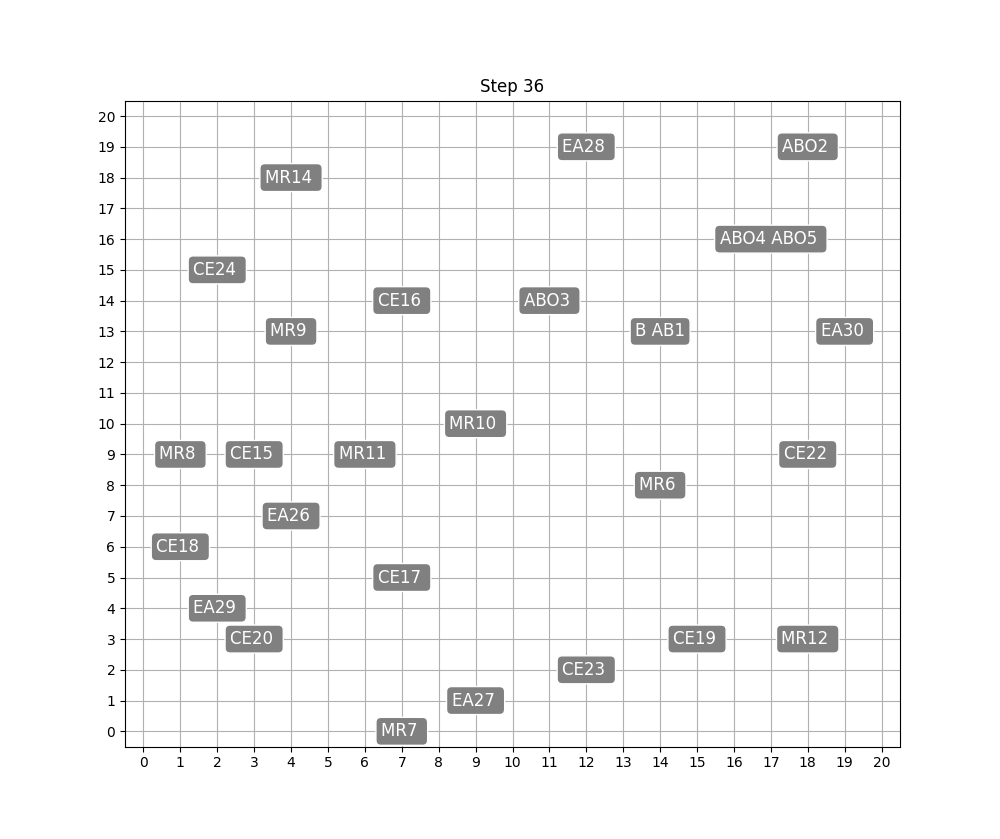 Step 36
20
19 EA28 ABO2
18 MR14
17
16 ABO4 ABO5
15 CE24
14 CE16 ABO3
13 MR9 B AB1 EA30
12
11
10 MR10
9 MR8 CE15 MR11 CE22
8 MR6
7 EA26
6 CE18
5 CE17
4 EA29
3 CE20 CE19 MR12
2 CE23
1 EA27
0 MR7
0 1 2 3 4 5 6 7 8 9 10 11 12 13 14 15 16 17 18 19 20